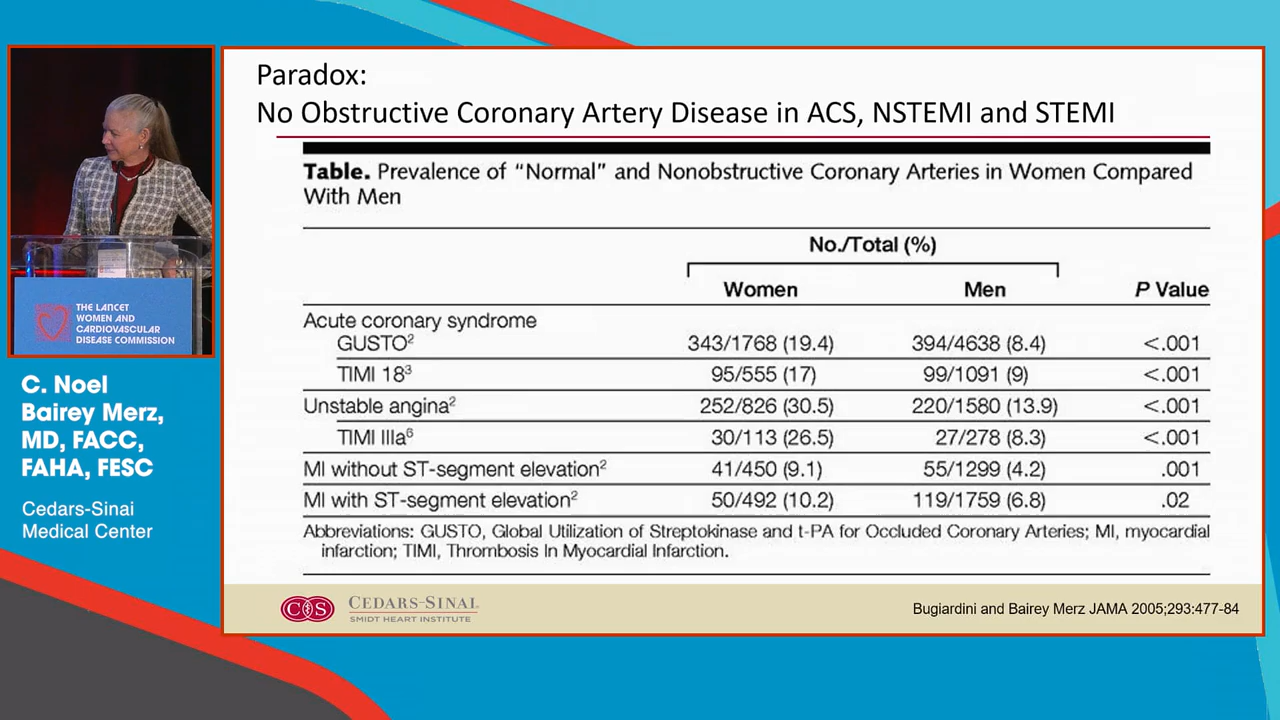 Paradox:
No Obstructive Coronary Artery Disease in ACS, NSTEMI and STEMI
Table. Prevalence of “Normal” and Nonobstructive Coronary Arteries in Women Compared
With Men
No./Total (%)
Women Men P Value
Acute coronary syndrome
GUSTO² 343/1768 (19.4) 394/4638 (8.4) <.001
TIMI 18³ 95/555 (17) 99/1091 (9) <.001
Unstable angina² 252/826 (30.5) 220/1580 (13.9) <.001
TIMI IIIa⁶ 30/113 (26.5) 27/278 (8.3) <.001
MI without ST-segment elevation² 41/450 (9.1) 55/1299 (4.2) .001
MI with ST-segment elevation² 50/492 (10.2) 119/1759 (6.8) .02
Abbreviations: GUSTO, Global Utilization of Streptokinase and t-PA for Occluded Coronary Arteries; MI, myocardial
infarction; TIMI, Thrombosis In Myocardial Infarction.
CEDARS-SINAI
SMIDT HEART INSTITUTE
Bugiardini and Bairey Merz JAMA 2005;293:477-84
THE LANCET
WOMEN AND
CARDIOVASCULAR
DISEASE COMMISSION
C. Noel
Bairey Merz,
MD, FACC,
FAHA, FESC
Cedars-Sinai
Medical Center